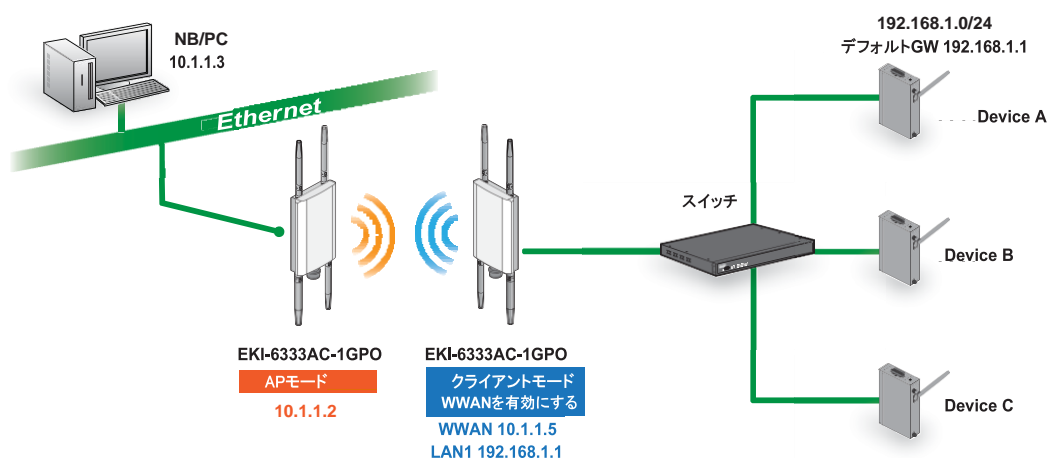 NB/PC
10.1.1.3
Ethernet
192.168.1.0/24
デフォルトGW 192.168.1.1
Device A
スイッチ
Device B
Device C
EKI-6333AC-1GPO
APモード
10.1.1.2
EKI-6333AC-1GPO
クライアントモード
WWANを有効にする
WWAN 10.1.1.5
LAN1 192.168.1.1